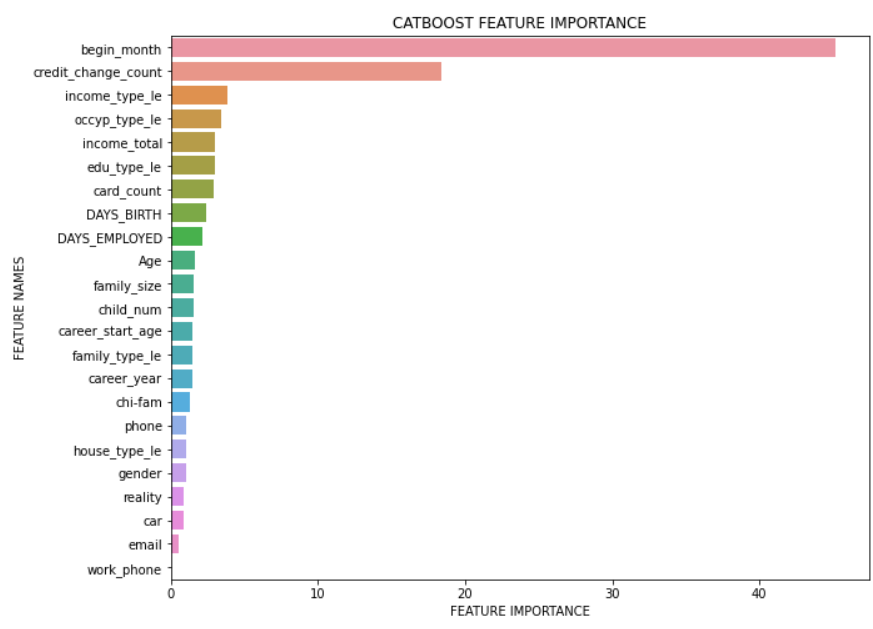 CATBOOST FEATURE IMPORTANCE
begin_month
credit_change_count
income_type_le
occyp_type_le
income_total
edu_type_le
card_count
DAYS_BIRTH
DAYS_EMPLOYED
Age
family_size
child_num
career_start_age
family_type_le
career_year
chi-fam
phone
house_type_le
gender
reality
car
email
work_phone
FEATURE NAMES
0 10 20 30 40
FEATURE IMPORTANCE